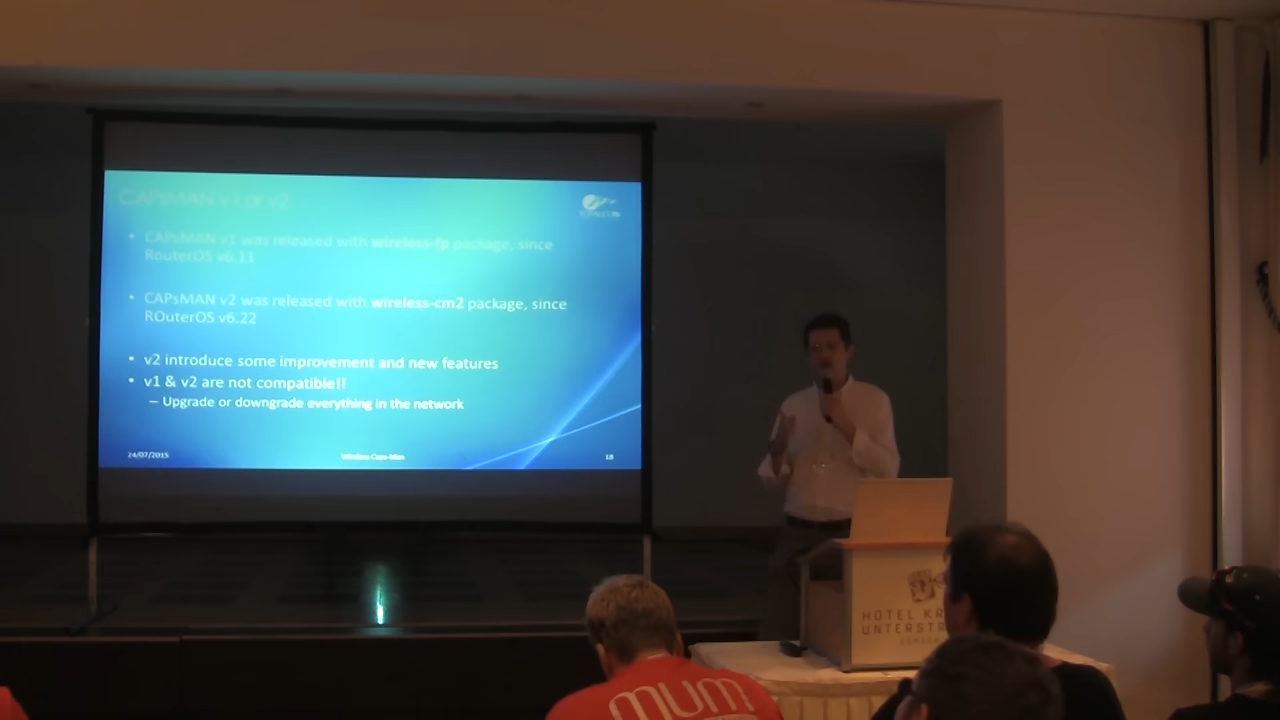 CAPsMAN v1 or v2
• CAPsMAN v1 was released with wireless-fp package, since
RouterOS v6.11
• CAPsMAN v2 was released with wireless-cm2 package, since
ROuterOS v6.22
• v2 introduce some improvement and new features
• v1 & v2 are not compatible!!
– Upgrade or downgrade everything in the network
24/07/2015
Wireless Caps-Man
18
HOTEL KR
UNTERSTR
mum